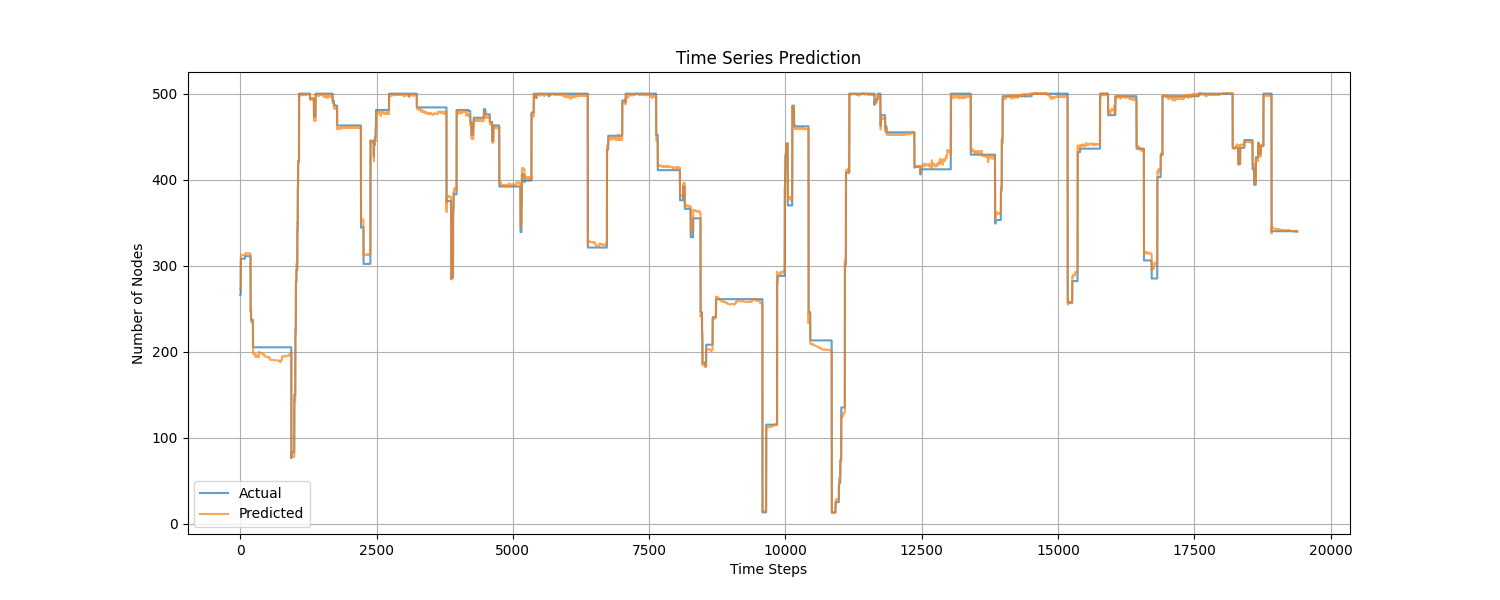 Time Series Prediction
Number of Nodes
500
400
300
200
100
0
Actual
Predicted
0 2500 5000 7500 10000 12500 15000 17500 20000
Time Steps